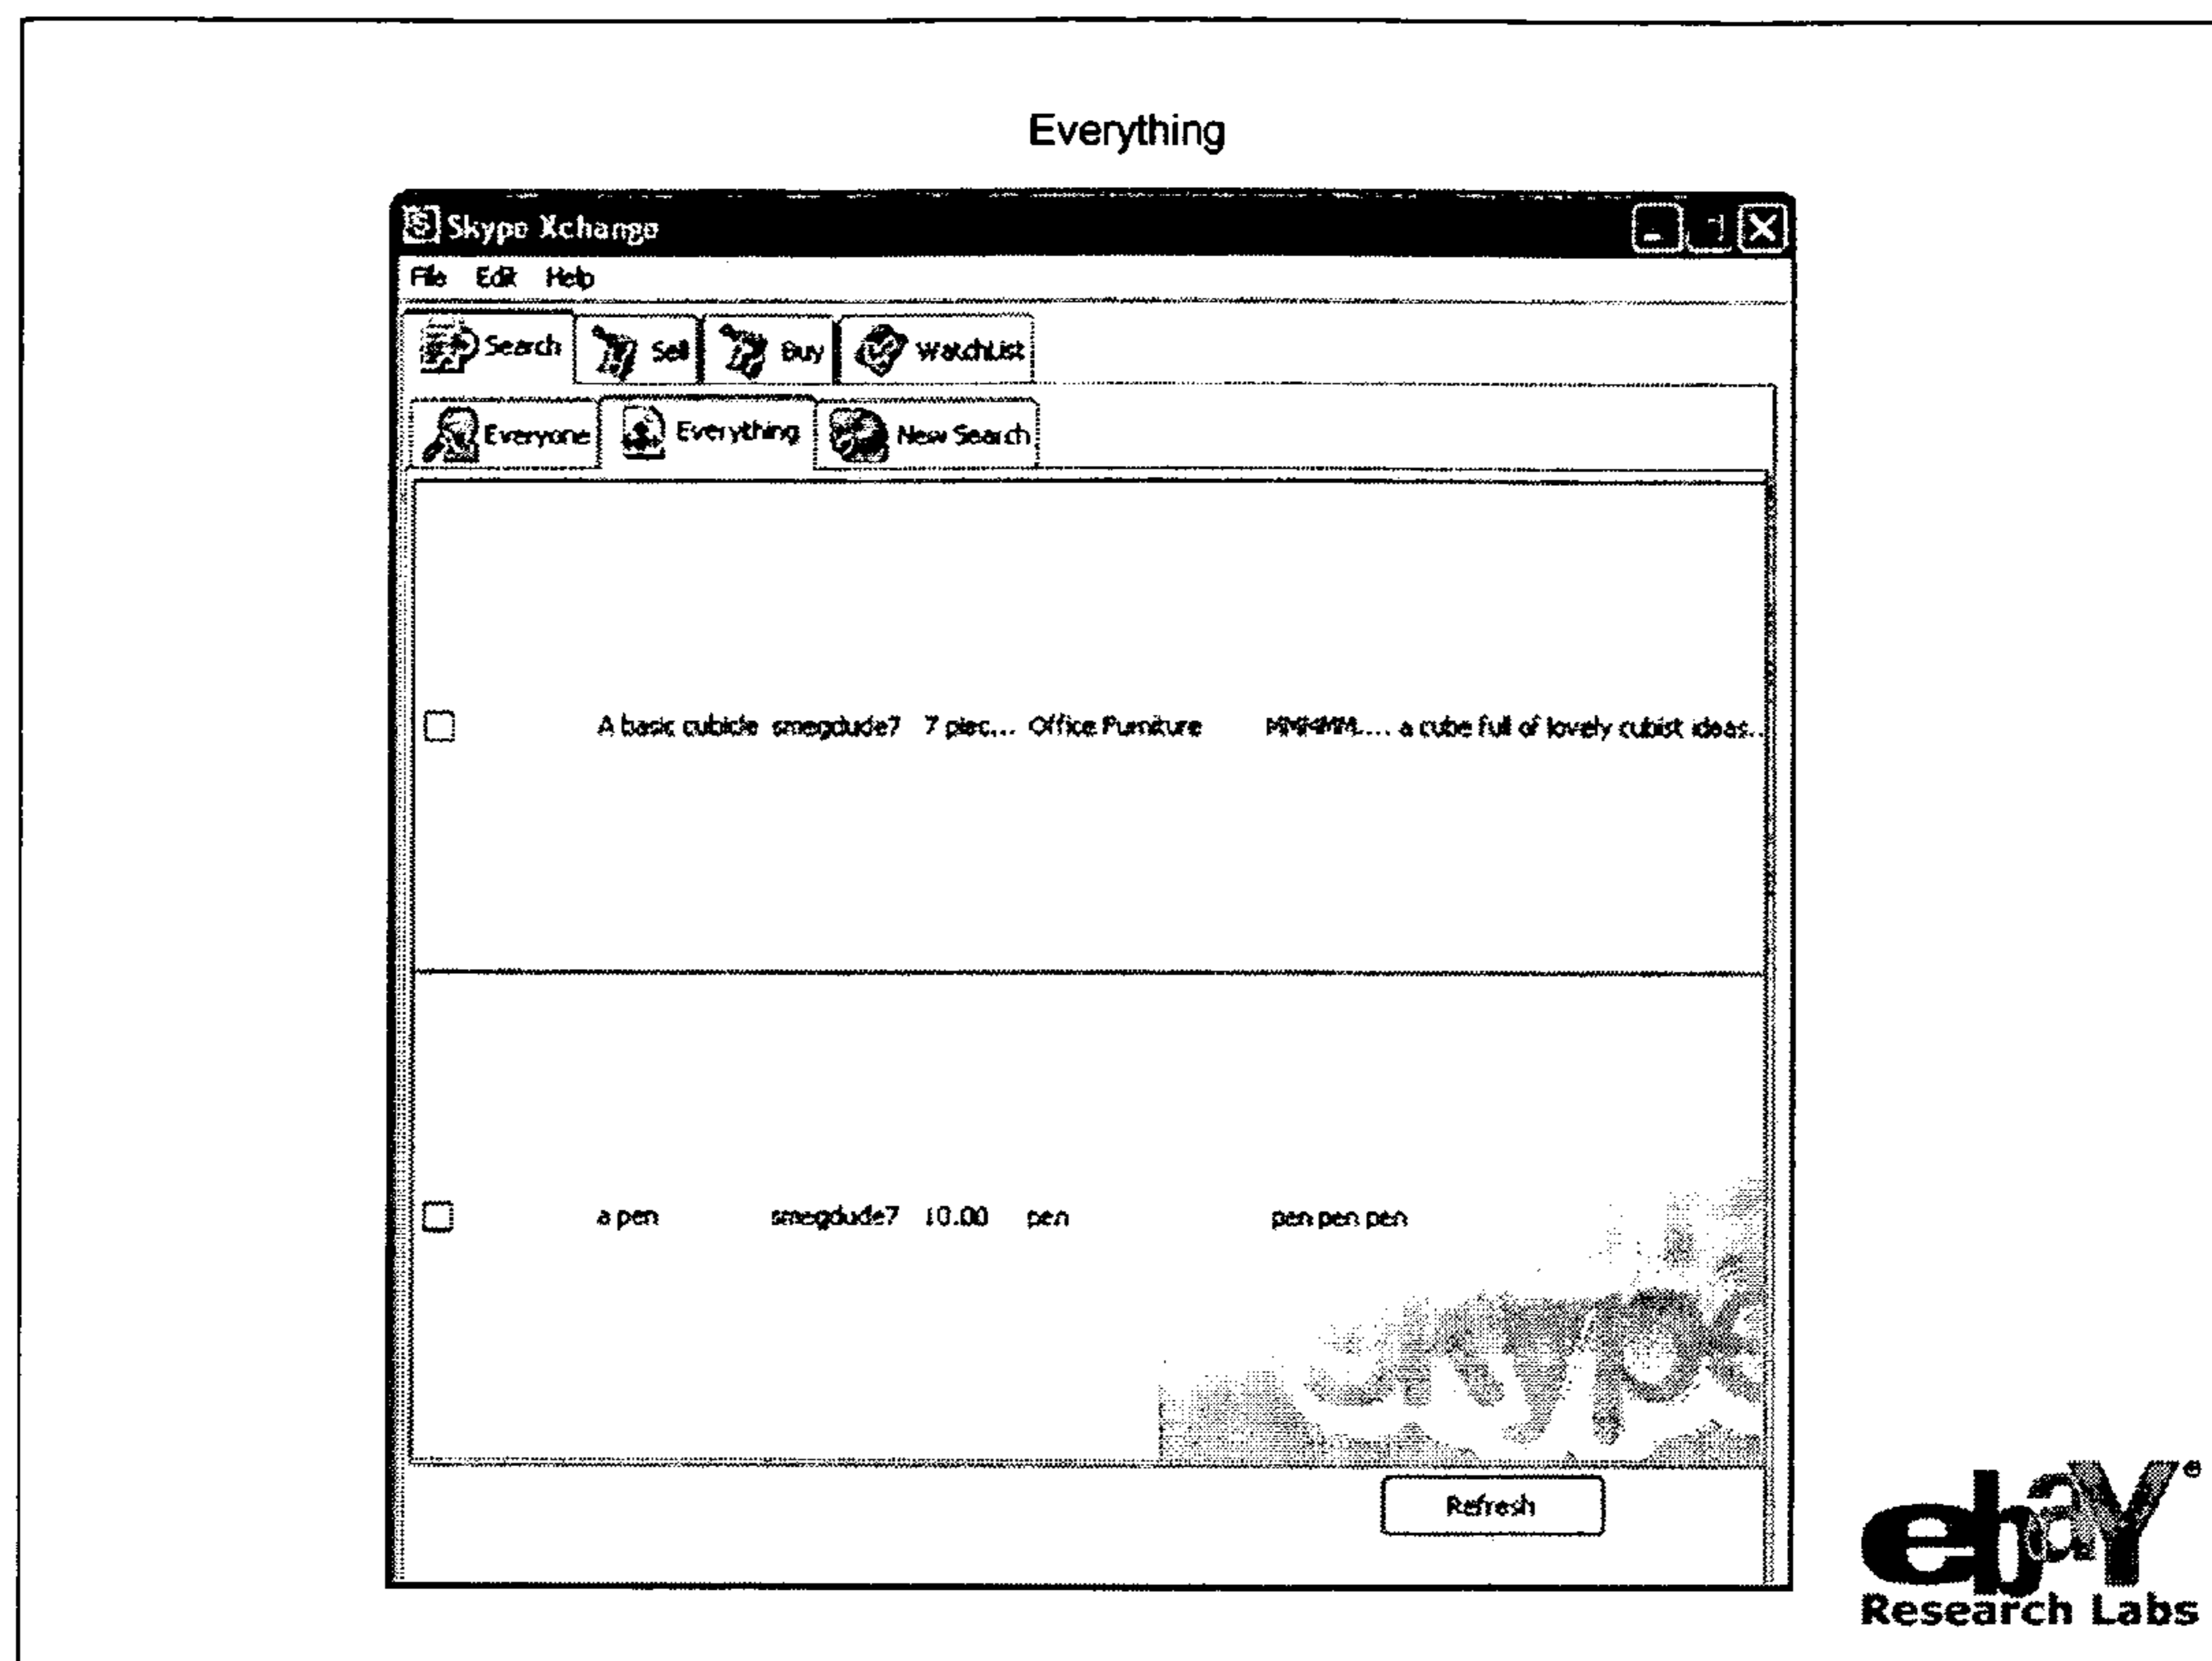 Everything
Skype Xchange
File Edit Help
Search Sell Buy WatchList
Everyone Everything New Search
A basic cubicle smegdude7 7 piec... Office Furniture a cube full of lovely cubist ideas..
a pen smegdude7 10.00 pen pen pen pen
skype
Refresh
ebay
Research Labs